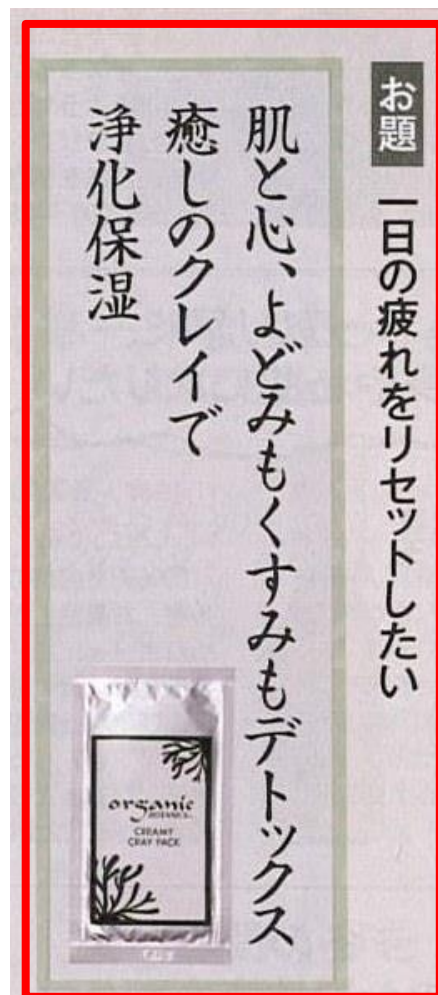 お題
一日の疲れをリセットしたい
肌と心、よどみもくすみもデトックス
癒しのクレイで
浄化保湿
organic
BOTANICS
CREAMY
CRAY PACK